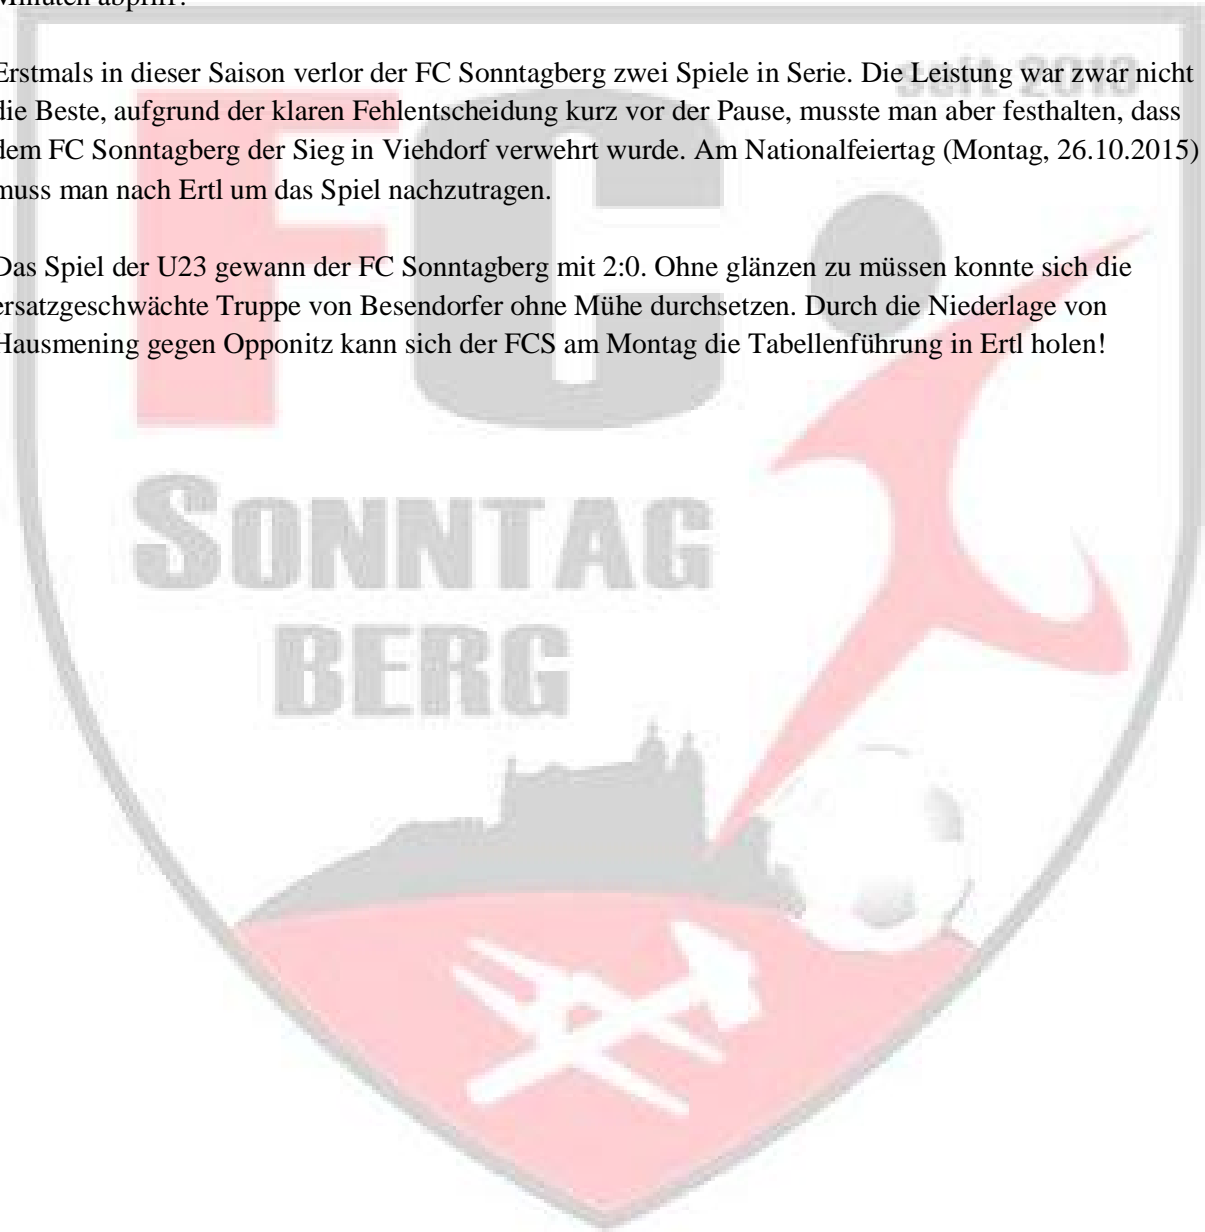 Minuten abpfiff.
seit 2010
Erstmals in dieser Saison verlor der FC Sonntagberg zwei Spiele in Serie. Die Leistung war zwar nicht
die Beste, aufgrund der klaren Fehlentscheidung kurz vor der Pause, musste man aber festhalten, dass
dem FC Sonntagberg der Sieg in Viehdorf verwehrt wurde. Am Nationalfeiertag (Montag, 26.10.2015)
muss man nach Ertl um das Spiel nachzutragen.
Das Spiel der U23 gewann der FC Sonntagberg mit 2:0. Ohne glänzen zu müssen konnte sich die
ersatzgeschwächte Truppe von Besendorfer ohne Mühe durchsetzen. Durch die Niederlage von
Hausmening gegen Opponitz kann sich der FCS am Montag die Tabellenführung in Ertl holen!
FC
SONNTAG
BERG